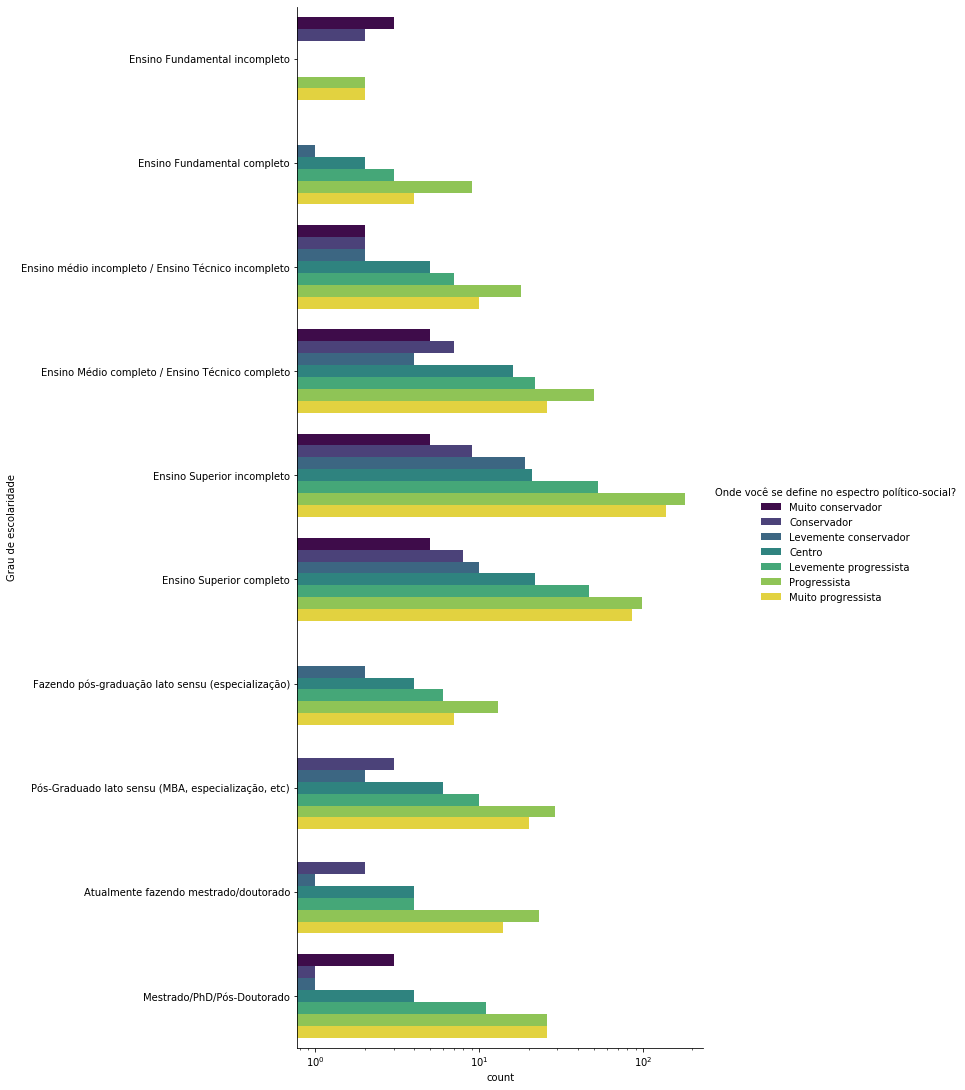 Ensino Fundamental incompleto
Ensino Fundamental completo
Ensino médio incompleto / Ensino Técnico incompleto
Ensino Médio completo / Ensino Técnico completo
Ensino Superior incompleto
Ensino Superior completo
Fazendo pós-graduação lato sensu (especialização)
Pós-Graduado lato sensu (MBA, especialização, etc)
Atualmente fazendo mestrado/doutorado
Mestrado/PhD/Pós-Doutorado
Grau de escolaridade
10⁰ 10¹ 10²
count
Onde você se define no espectro político-social?
Muito conservador
Conservador
Levemente conservador
Centro
Levemente progressista
Progressista
Muito progressista